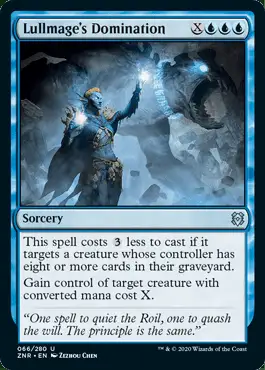 Lullmage's Domination X
Sorcery
This spell costs 3 less to cast if it
targets a creature whose controller has
eight or more cards in their graveyard.
Gain control of target creature with
converted mana cost X.
"One spell to quiet the Roil, one to quash
the will. The principle is the same."
066/280 U
ZNR • EN ZEZHOU CHEN
™ & © 2020 Wizards of the Coast